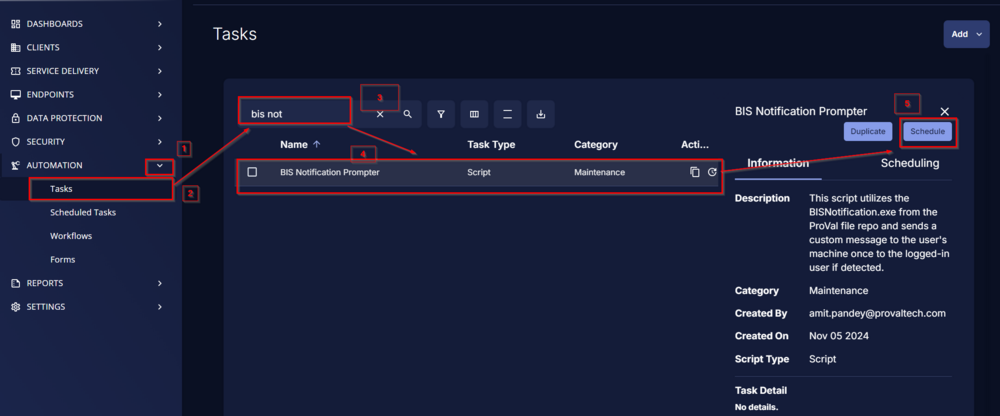 DASHBOARDS
CLIENTS
SERVICE DELIVERY
ENDPOINTS
DATA PROTECTION
SECURITY
AUTOMATION
1
Tasks
2
Scheduled Tasks
Workflows
Forms
REPORTS
SETTINGS
Tasks
Add
bis not
3
Name
Task Type
Category
Acti...
4
BIS Notification Prompter
Script
Maintenance
5
BIS Notification Prompter
Duplicate
Schedule
Information
Scheduling
Description
This script utilizes the
BISNotification.exe from the
ProVal file repo and sends a
custom message to the user's
machine once to the logged-in
user if detected.
Category
Maintenance
Created By
amit.pandey@provaltech.com
Created On
Nov 05 2024
Script Type
Script
Task Detail
No details.